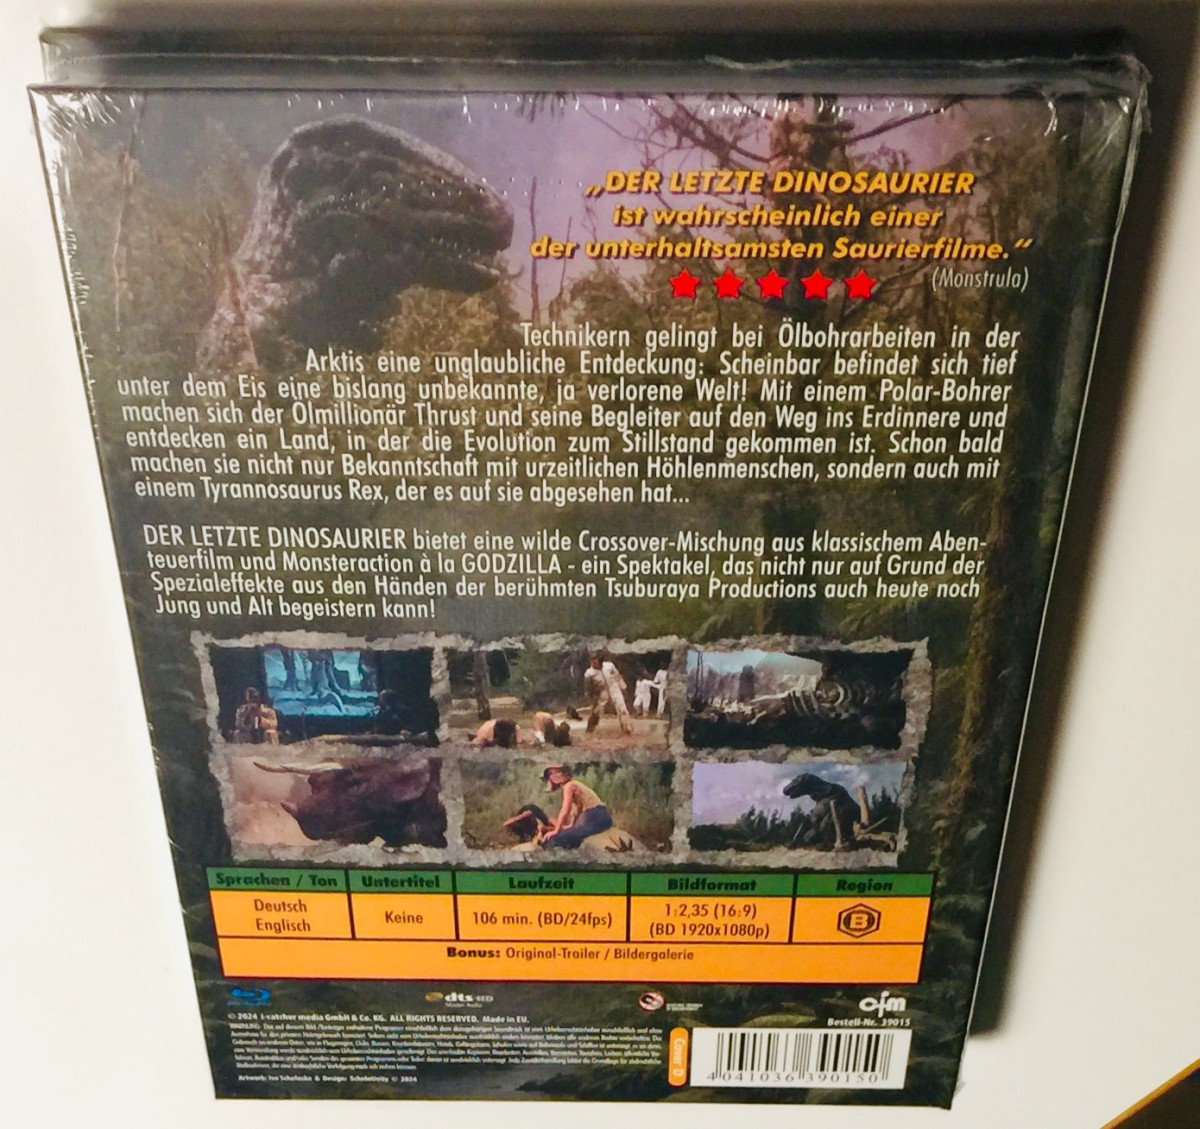 „DER LETZTE DINOSAURIER
ist wahrscheinlich einer
der unterhaltsamsten Saurierfilme.“
(Monstrula)
Technikern gelingt bei Ölbohrarbeiten in der
Arktis eine unglaubliche Entdeckung: Scheinbar befindet sich tief
unter dem Eis eine bislang unbekannte, ja verlorene Welt! Mit einem Polar-Bohrer
machen sich der Ölmillionär Thrust und seine Begleiter auf den Weg ins Erdinnere und
entdecken ein Land, in der die Evolution zum Stillstand gekommen ist. Schon bald
machen sie nicht nur Bekanntschaft mit urzeitlichen Höhlenmenschen, sondern auch mit
einem Tyrannosaurus Rex, der es auf sie abgesehen hat...
DER LETZTE DINOSAURIER bietet eine wilde Crossover-Mischung aus klassischem Aben-
teuerfilm und Monsteraction à la GODZILLA - ein Spektakel, das nicht nur auf Grund der
Spezialeffekte aus den Händen der berühmten Tsuburaya Productions auch heute noch
Jung und Alt begeistern kann!
Sprachen / Ton Untertitel Laufzeit Bildformat Region
Deutsch
Englisch
Keine
106 min. (BD/24fps)
1:2,35 (16:9)
(BD 1920x1080p)
B
Bonus: Original-Trailer / Bildergalerie
dts-HD
Master Audio
cfm
Bestell-Nr. 39015
© 2024 i-catcher media GmbH & Co. KG. ALL RIGHTS RESERVED. Made in EU.
Cover D
4 041036 390150